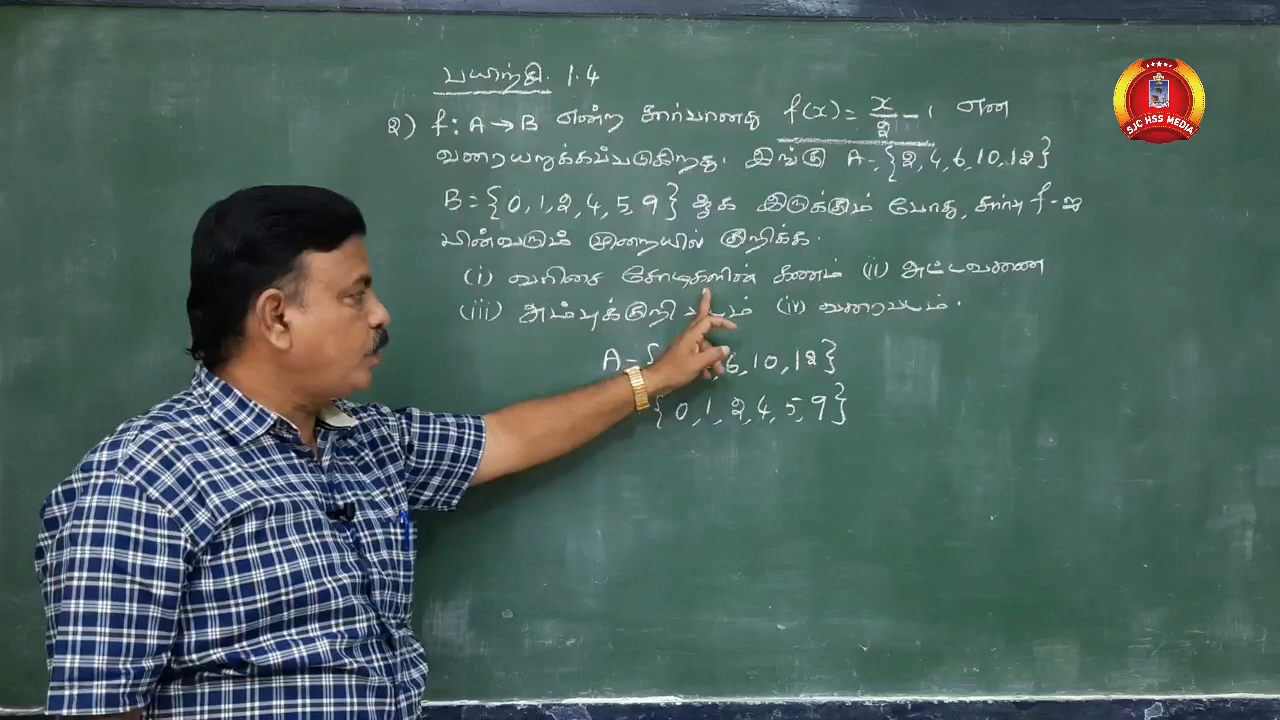 பயிற்சி. 1.4
2) f: A→B என்ற சார்பானது f(x)= x/2 - 1 என
வரையறுக்கப்படுகிறது. இங்கு A={2,4,6,10,12}
B={0,1,2,4,5,9} ஆக இருக்கும் போது, சார்பு f-ஐ
பின்வரும் முறையில் குறிக்க.
(i) வரிசை சோடிகளின் கணம் (ii) அட்டவணை
(iii) அம்புக்குறி படம் (iv) வரைபடம்.
A={ 6,10,12}
{0,1,2,4,5,9}
SJC HSS MEDIA